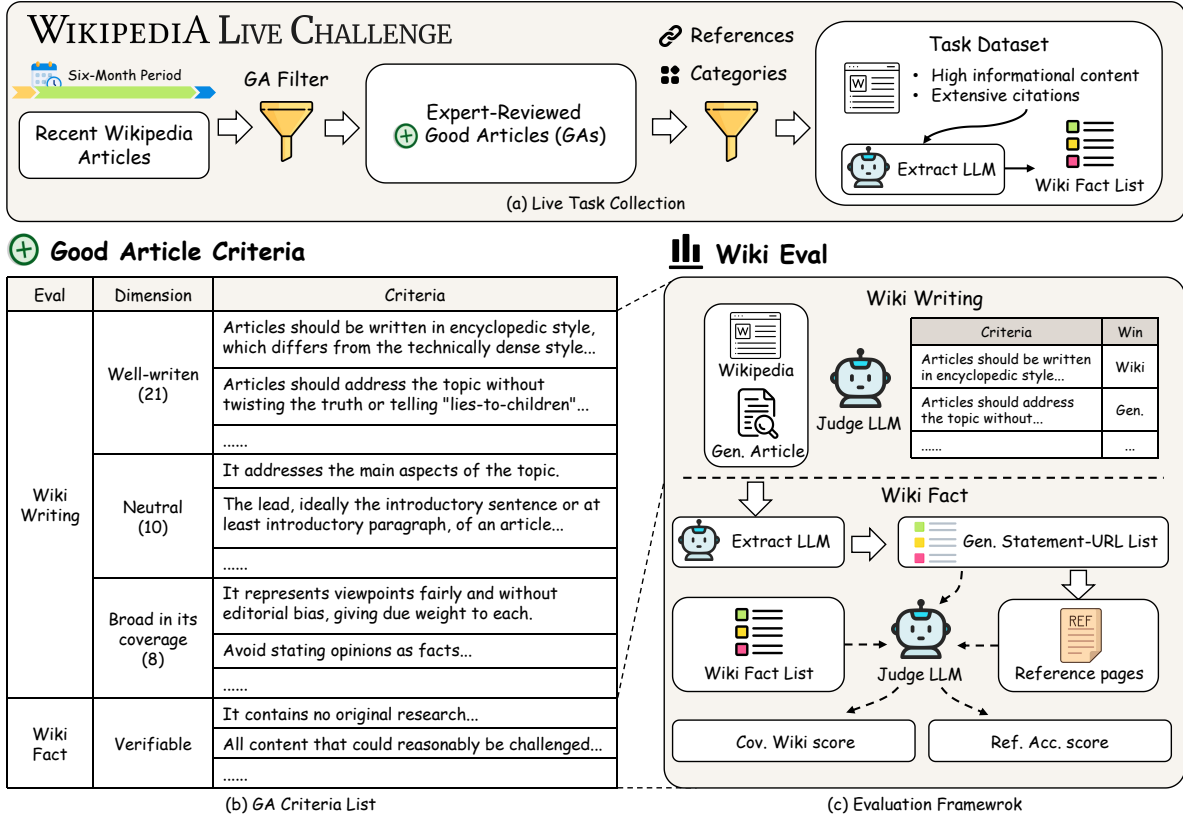 WIKIPEDIA LIVE CHALLENGE
Six-Month Period
Recent Wikipedia
Articles
GA Filter
Expert-Reviewed
Good Articles (GAs)
References
Categories
Task Dataset
W
• High informational content
• Extensive citations
Extract LLM
Wiki Fact List
(a) Live Task Collection
Good Article Criteria
Eval
Dimension
Criteria
Wiki
Writing
Well-writen
(21)
Articles should be written in encyclopedic style,
which differs from the technically dense style...
Articles should address the topic without
twisting the truth or telling "lies-to-children"...
......
Neutral
(10)
It addresses the main aspects of the topic.
The lead, ideally the introductory sentence or at
least introductory paragraph, of an article...
......
Broad in its
coverage
(8)
It represents viewpoints fairly and without
editorial bias, giving due weight to each.
Avoid stating opinions as facts...
......
Wiki
Fact
Verifiable
It contains no original research...
All content that could reasonably be challenged...
......
(b) GA Criteria List
Wiki Eval
Wiki Writing
W
Wikipedia
Gen. Article
Judge LLM
Criteria
Win
Articles should be written
in encyclopedic style...
Wiki
Articles should address
the topic without...
Gen.
......
...
Wiki Fact
Extract LLM
Gen. Statement-URL List
Wiki Fact List
Judge LLM
REF
Reference pages
Cov. Wiki score
Ref. Acc. score
(c) Evaluation Framewrok